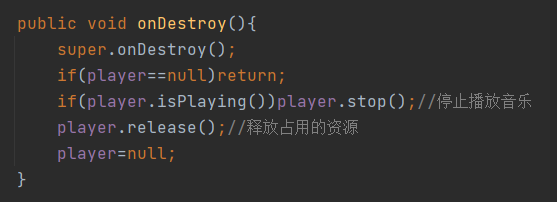 public void onDestroy(){
    super.onDestroy();
    if(player==null)return;
    if(player.isPlaying())player.stop();//停止播放音乐
    player.release();//释放占用的资源
    player=null;
}